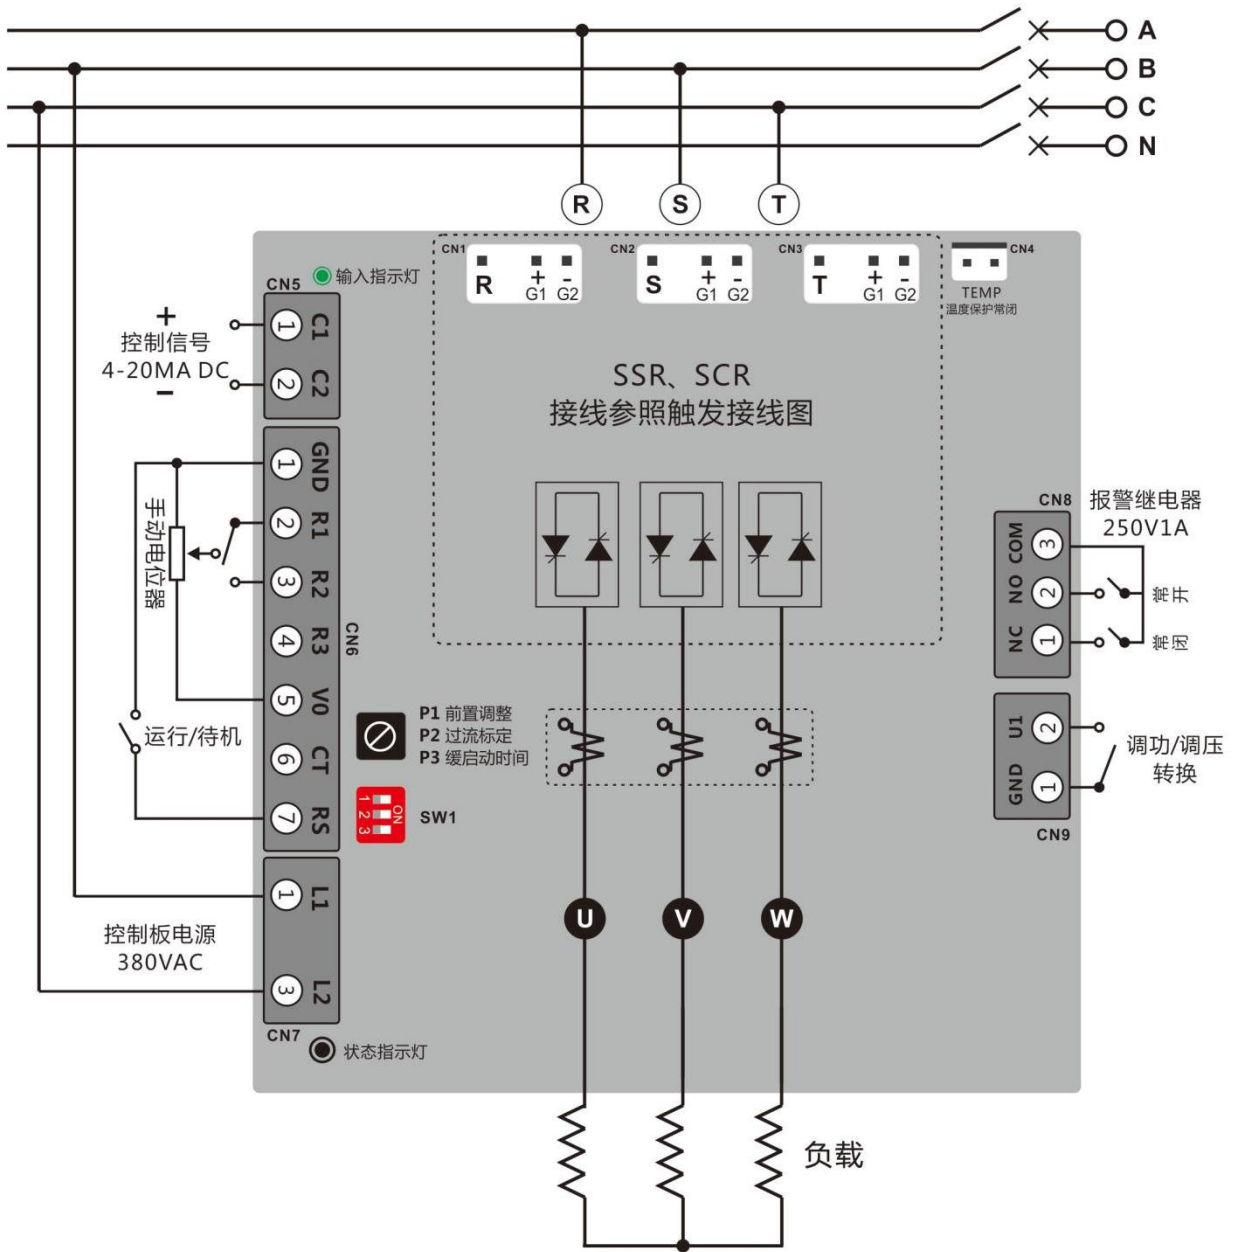 A
B
C
N
R
S
T
CN1
R
+
-
G1
G2
CN2
S
+
-
G1
G2
CN3
T
+
-
G1
G2
CN4
TEMP
温度保护常闭
CN5
输入指示灯
+
控制信号
4-20MA DC
−
1 C1
2 C2
SSR、SCR
接线参照触发接线图
手动电位器
运行/待机
1 GND
2 R1
3 R2
4 R3
5 V0
6 CT
7 RS
CN6
P1 前置调整
P2 过流标定
P3 缓启动时间
1
2
3
ON
SW1
CN8
报警继电器
250V1A
3 COM
2 NO
1 NC
常开
常闭
2 U1
1 GND
CN9
调功/调压
转换
控制板电源
380VAC
1 L1
3 L2
CN7
状态指示灯
U
V
W
负载